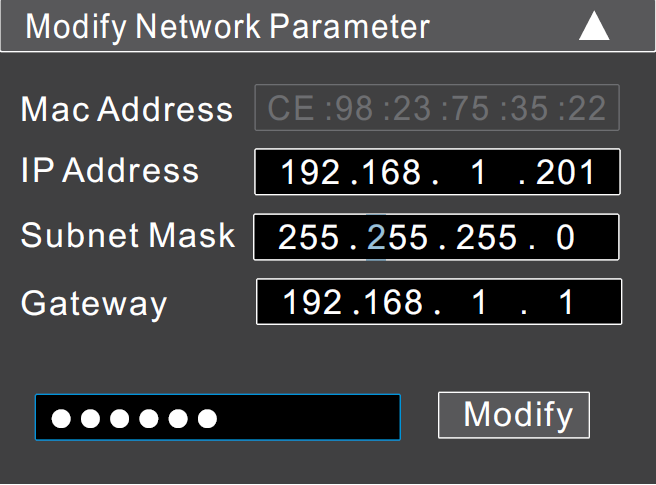 Modify Network Parameter
Mac Address CE :98 :23 :75 :35 :22
IP Address 192 .168 . 1 . 201
Subnet Mask 255 . 255 . 255 . 0
Gateway 192 .168 . 1 . 1
●●●●●● Modify